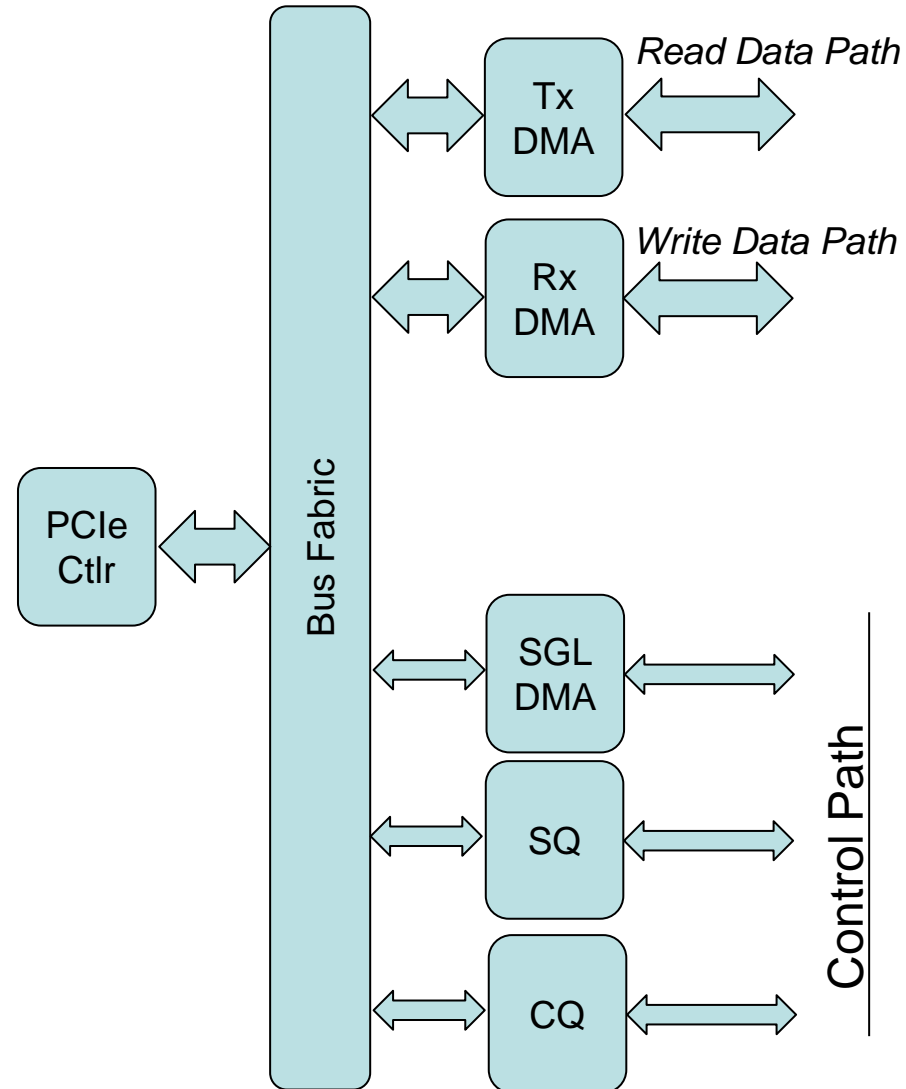 Read Data Path
Tx
DMA
Write Data Path
Rx
DMA
PCIe
Ctlr
Bus Fabric
SGL
DMA
SQ
CQ
Control Path